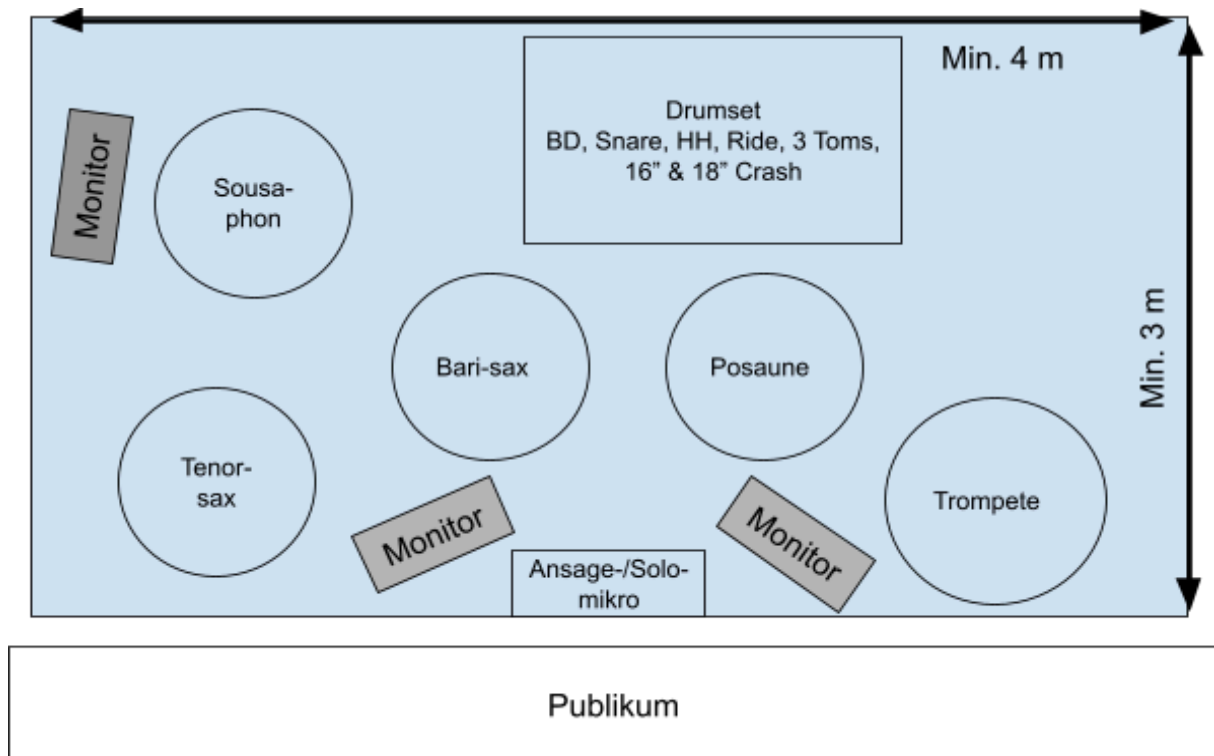 Min. 4 m
Drumset
BD, Snare, HH, Ride, 3 Toms,
16” & 18” Crash
Monitor
Sousa-
phon
Min. 3 m
Bari-sax
Posaune
Tenor-
sax
Trompete
Monitor
Monitor
Ansage-/Solo-
mikro
Publikum